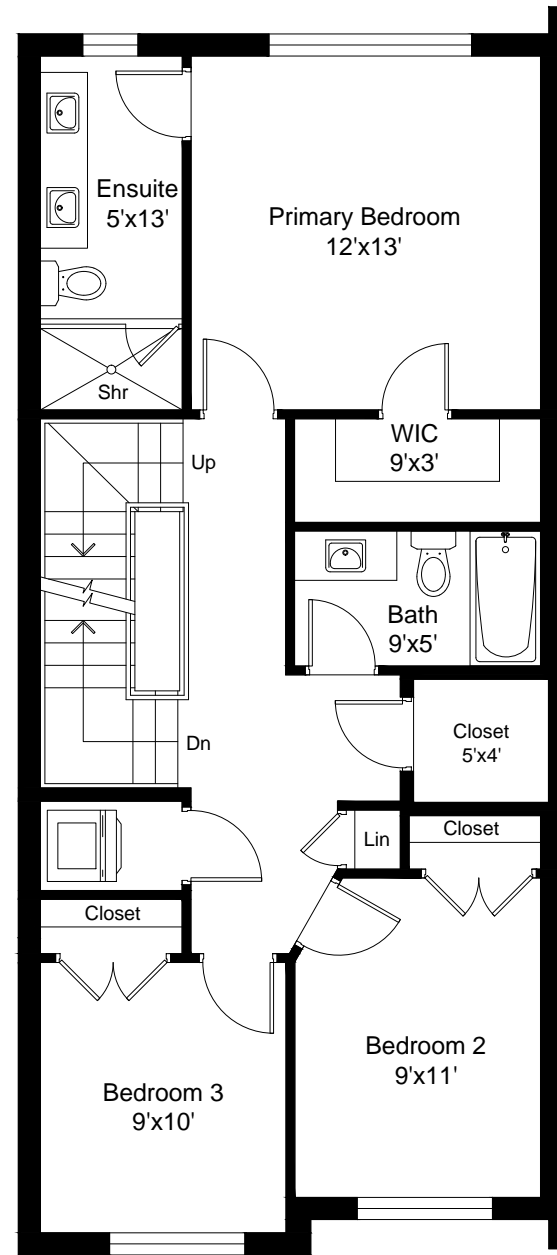 Ensuite
5'x13'
Primary Bedroom
12'x13'
Shr
WIC
9'x3'
Up
Bath
9'x5'
Dn
Closet
5'x4'
Closet
Lin
Closet
Bedroom 2
9'x11'
Bedroom 3
9'x10'